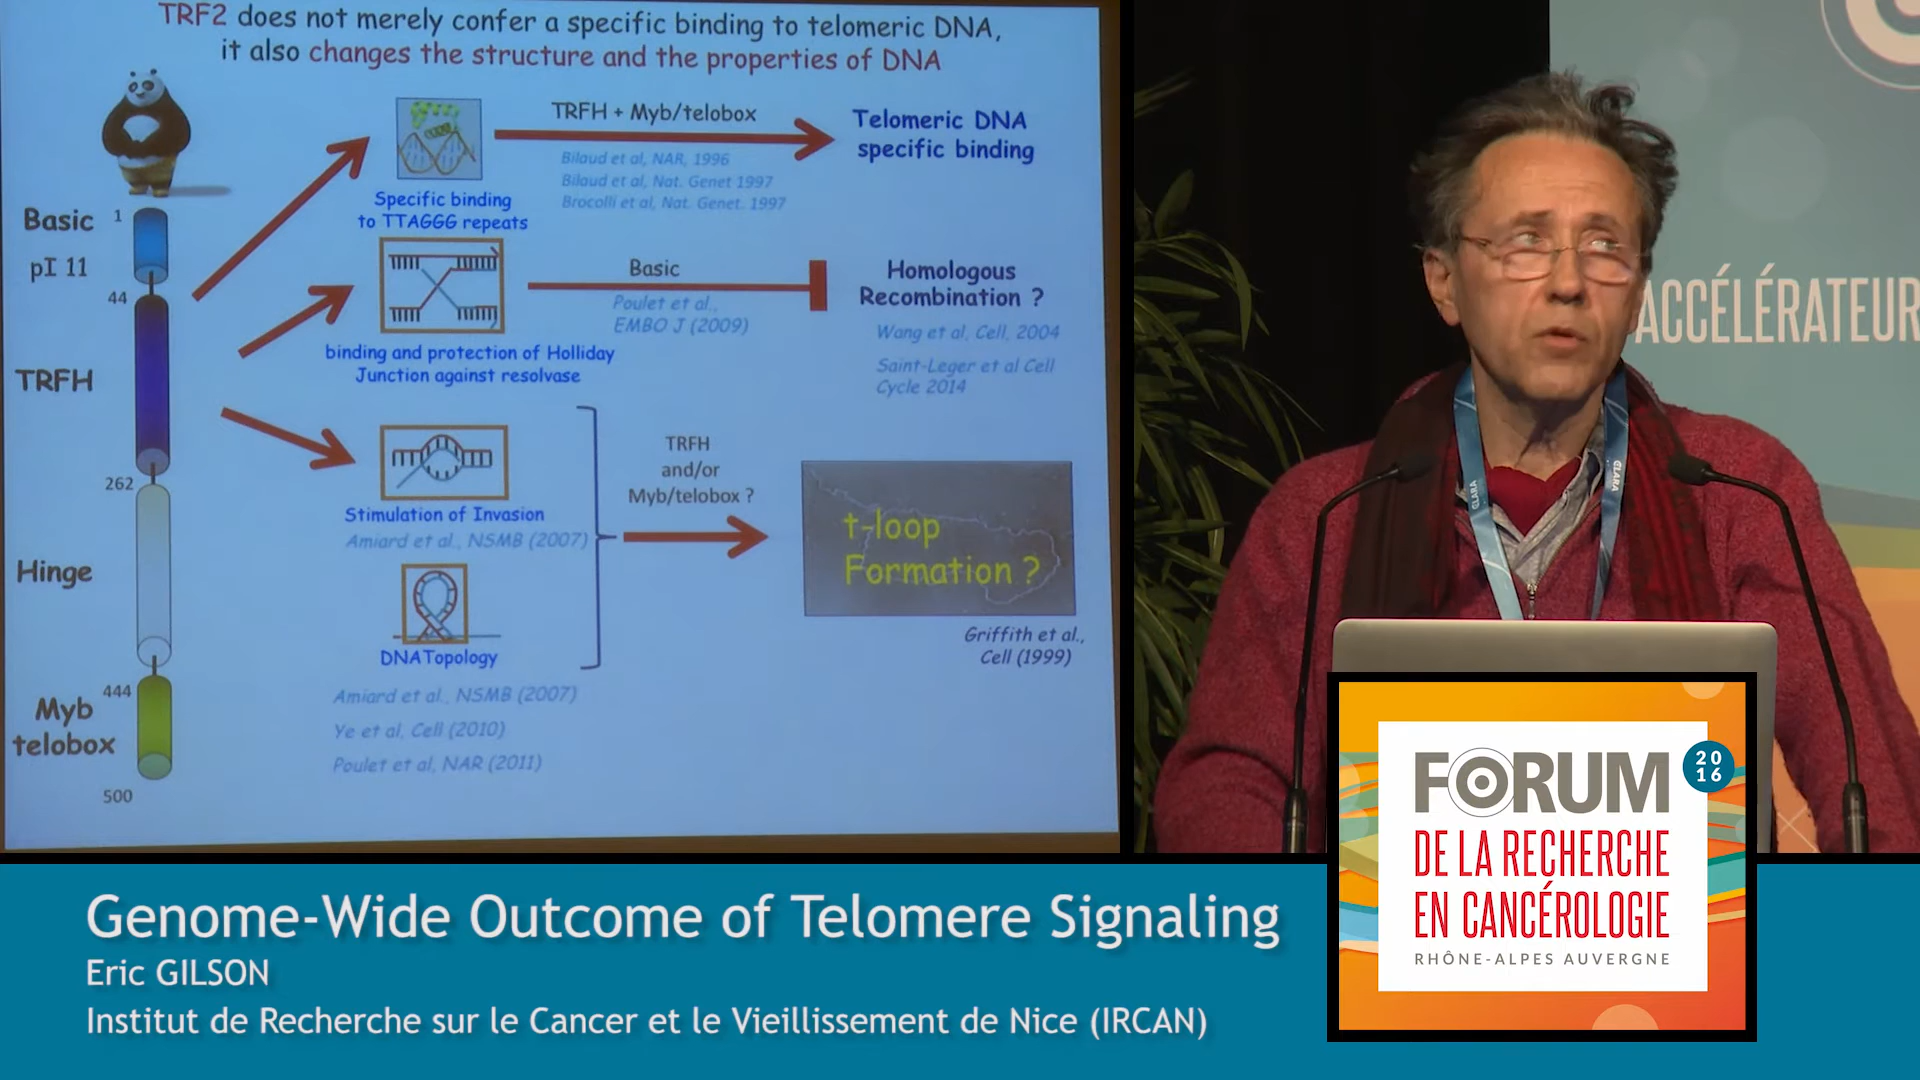 TRF2 does not merely confer a specific binding to telomeric DNA,
it also changes the structure and the properties of DNA
Basic
pI 11
TRFH
Hinge
Myb
telobox
1
44
262
444
500
Specific binding
to TTAGGG repeats
TRFH + Myb/telobox
Bilaud et al, NAR, 1996
Bilaud et al, Nat. Genet 1997
Brocolli et al, Nat. Genet. 1997
Telomeric DNA
specific binding
binding and protection of Holliday
Junction against resolvase
Basic
Poulet et al.,
EMBO J (2009)
Homologous
Recombination ?
Wang et al, Cell, 2004
Saint-Leger et al Cell
Cycle 2014
Stimulation of Invasion
Amiard et al., NSMB (2007)
DNA Topology
Amiard et al., NSMB (2007)
Ye et al, Cell (2010)
Poulet et al, NAR (2011)
TRFH
and/or
Myb/telobox ?
t-loop
Formation ?
Griffith et al.,
Cell (1999)
ACCÉLÉRATEUR
CLARA
CLARA
Genome-Wide Outcome of Telomere Signaling
Eric GILSON
Institut de Recherche sur le Cancer et le Vieillissement de Nice (IRCAN)
FORUM
20
16
DE LA RECHERCHE
EN CANCÉROLOGIE
RHÔNE-ALPES AUVERGNE